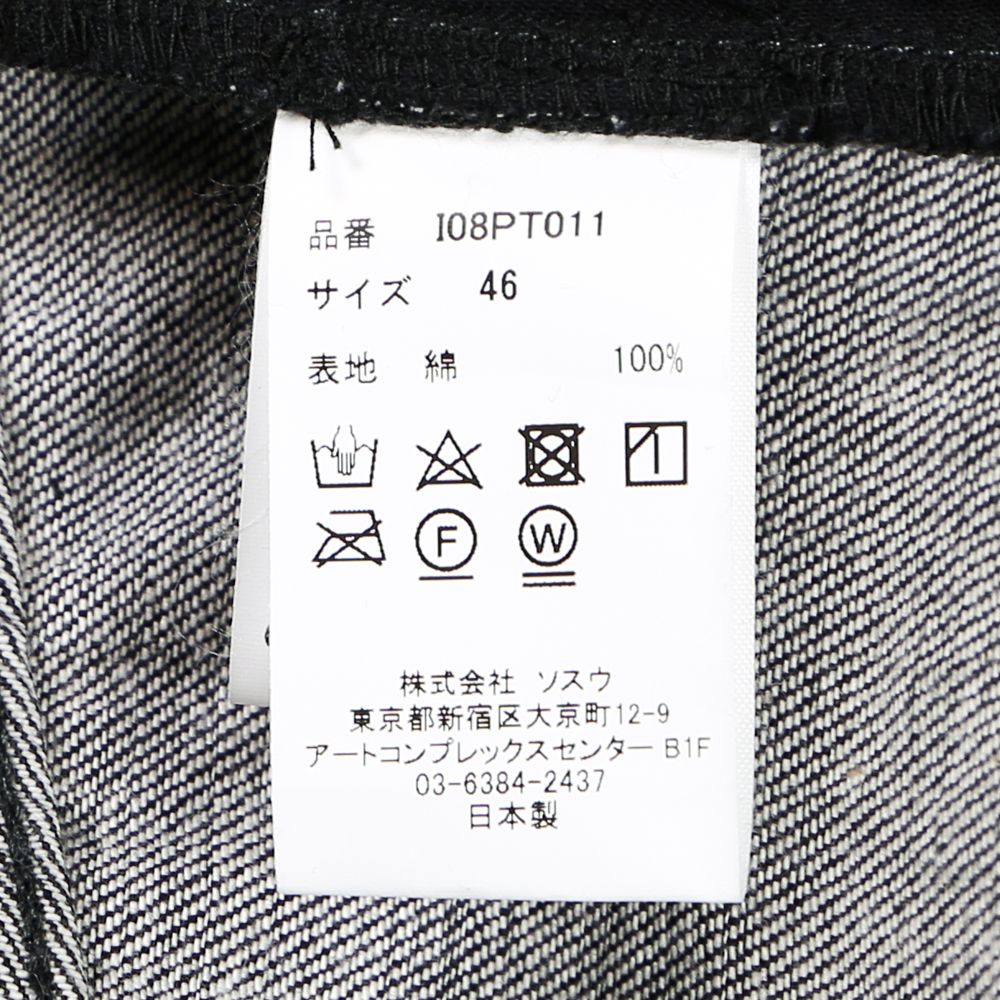 品番 I08PT011
サイズ 46
表地 綿 100%
F W
株式会社 ソスウ
東京都新宿区大京町12-9
アートコンプレックスセンター B1F
03-6384-2437
日本製